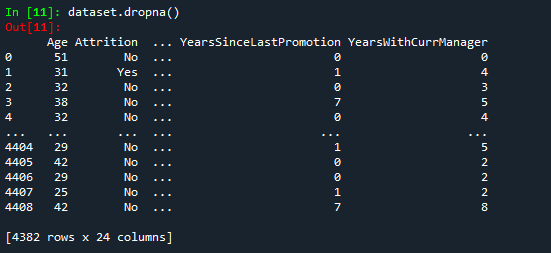 In [11]: dataset.dropna()
Out[11]:
Age Attrition ... YearsSinceLastPromotion YearsWithCurrManager
0 51 No ... 0 0
1 31 Yes ... 1 4
2 32 No ... 0 3
3 38 No ... 7 5
4 32 No ... 0 4
... ... ... ... ... ...
4404 29 No ... 1 5
4405 42 No ... 0 2
4406 29 No ... 0 2
4407 25 No ... 1 2
4408 42 No ... 7 8
[4382 rows x 24 columns]